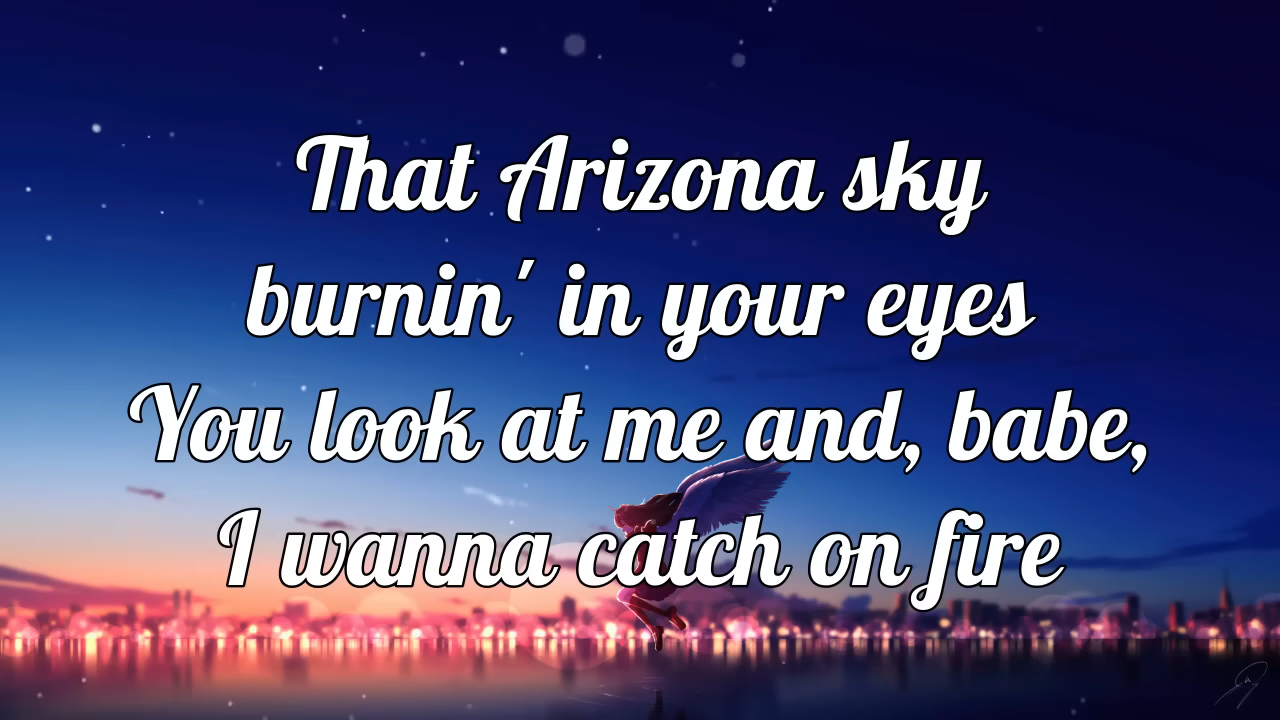 That Arizona sky
burnin' in your eyes
You look at me and, babe,
I wanna catch on fire